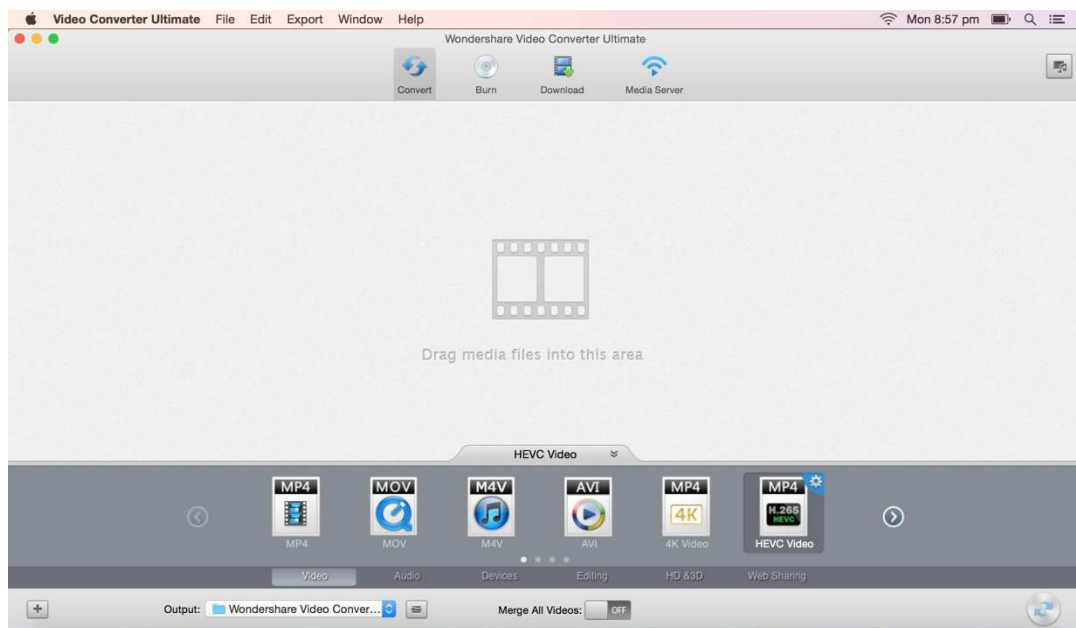 Video Converter Ultimate File Edit Export Window Help Mon 8:57 pm
Wondershare Video Converter Ultimate
Convert Burn Download Media Server
Drag media files into this area
HEVC Video
MP4 MOV M4V AVI MP4 MP4
4K H.265
HEVC
MP4 MOV M4V AVI 4K Video HEVC Video
Video Audio Devices Editing HD &3D Web Sharing
Output: Wondershare Video Conver... Merge All Videos: OFF